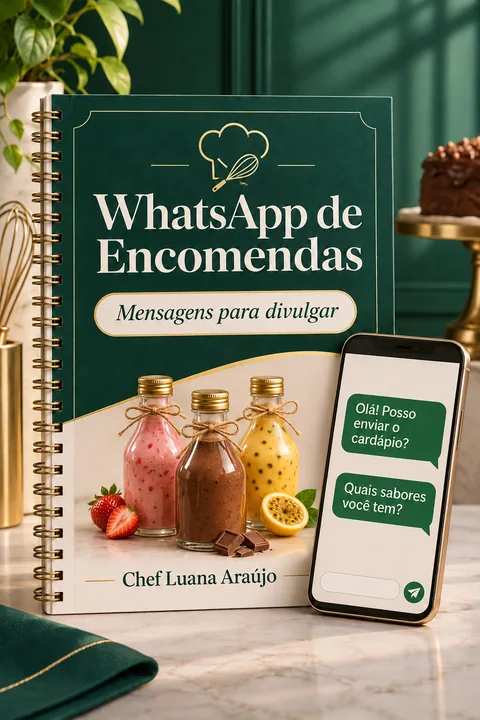 WhatsApp de
Encomendas
Mensagens para divulgar
Chef Luana Araújo
Olá! Posso
enviar o
cardápio?
Quais sabores
você tem?